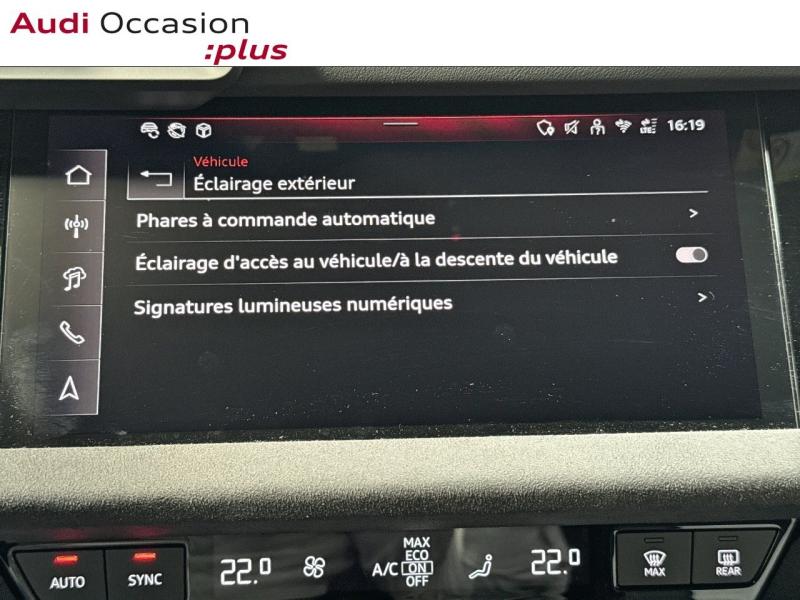 Audi Occasion
:plus
LTE
16:19
Véhicule
Éclairage extérieur
Phares à commande automatique
Éclairage d'accès au véhicule/à la descente du véhicule
Signatures lumineuses numériques
AUTO
SYNC
22.0
A/C
MAX
ECO
ON
OFF
22.0
MAX
REAR